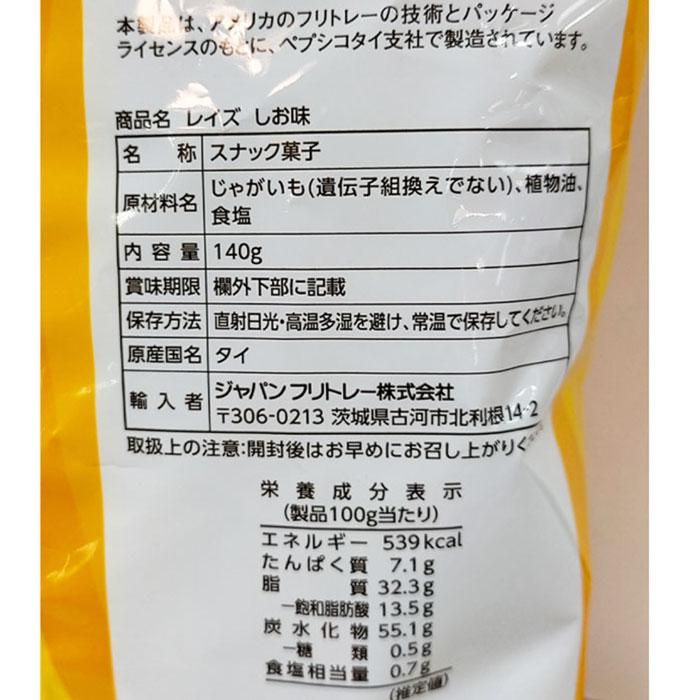 本製品は、アメリカのフリトレーの技術とパッケージ
ライセンスのもとに、ペプシコタイ支社で製造されています。
商品名 レイズ しお味
名称 スナック菓子
原材料名 じゃがいも(遺伝子組換えでない)、植物油、
食塩
内容量 140g
賞味期限 欄外下部に記載
保存方法 直射日光・高温多湿を避け、常温で保存してください。
原産国名 タイ
輸入者 ジャパンフリトレー株式会社
〒306-0213 茨城県古河市北利根14-2
取扱上の注意:開封後はお早めにお召し上がりく
栄養成分表示
(製品100g当たり)
エネルギー 539kcal
たんぱく質 7.1g
脂質 32.3g
－飽和脂肪酸 13.5g
炭水化物 55.1g
－糖類 0.5g
食塩相当量 0.7g
(推定値)